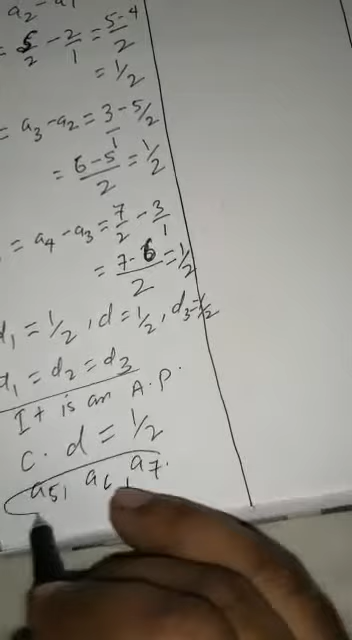 a₂ - a₁
= 5/2 - 2/1 = 5-4/2
= 1/2
= a₃ - a₂ = 3/1 - 5/2
= 6-5/2 = 1/2
= a₄ - a₃ = 7/2 - 3/1
= 7-6/2 = 1/2
d₁ = 1/2, d = 1/2, d₃ = 1/2
d₁ = d₂ = d₃
It is an A.P.
C.d = 1/2
a₅, a₆, a₇.